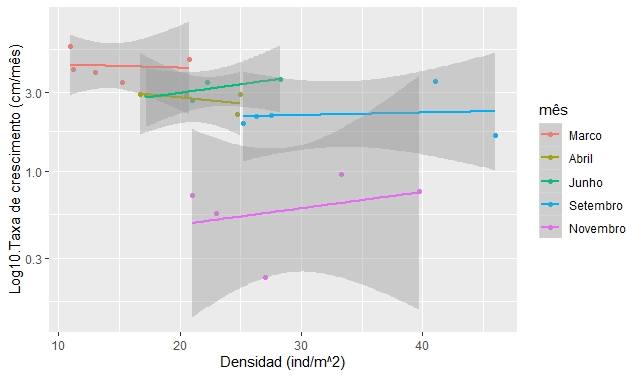 Log10.Taxa de crescimento (cm/mês)
3.0
1.0
0.3
10
20
30
40
Densidad (ind/m^2)
mês
Marco
Abril
Junho
Setembro
Novembro